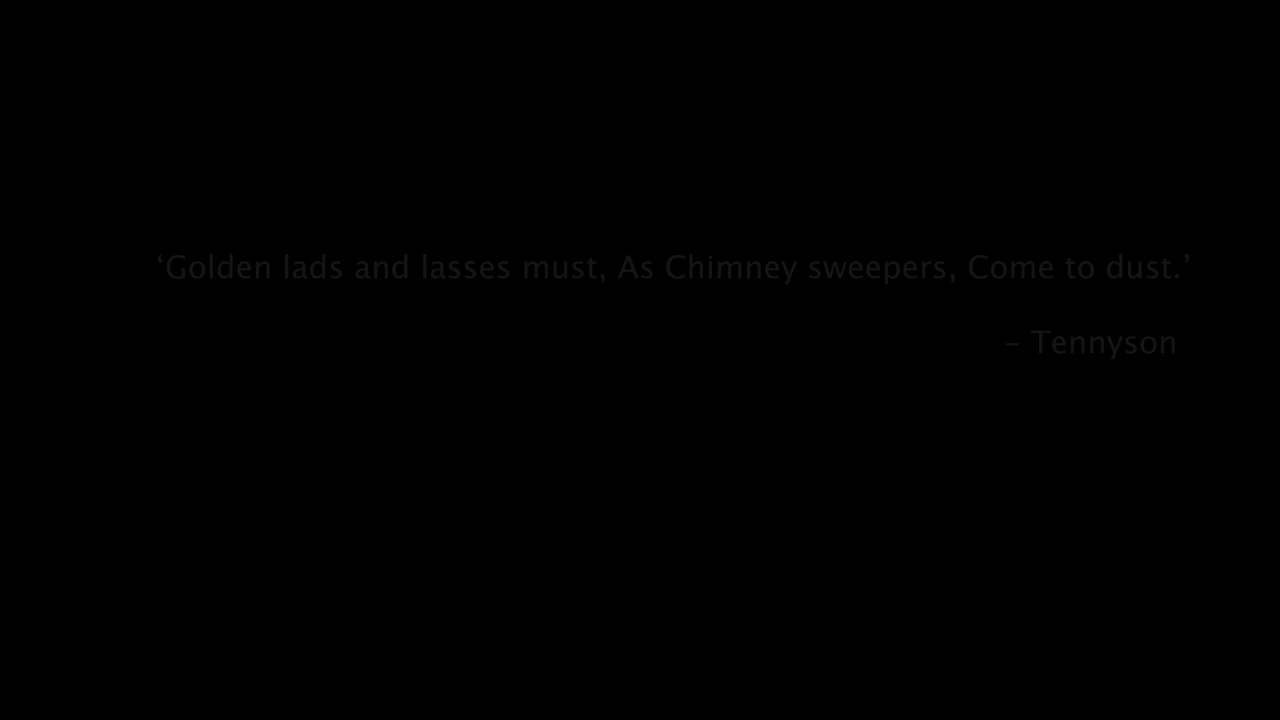 ‘Golden lads and lasses must, As Chimney sweepers, Come to dust.’
– Tennyson